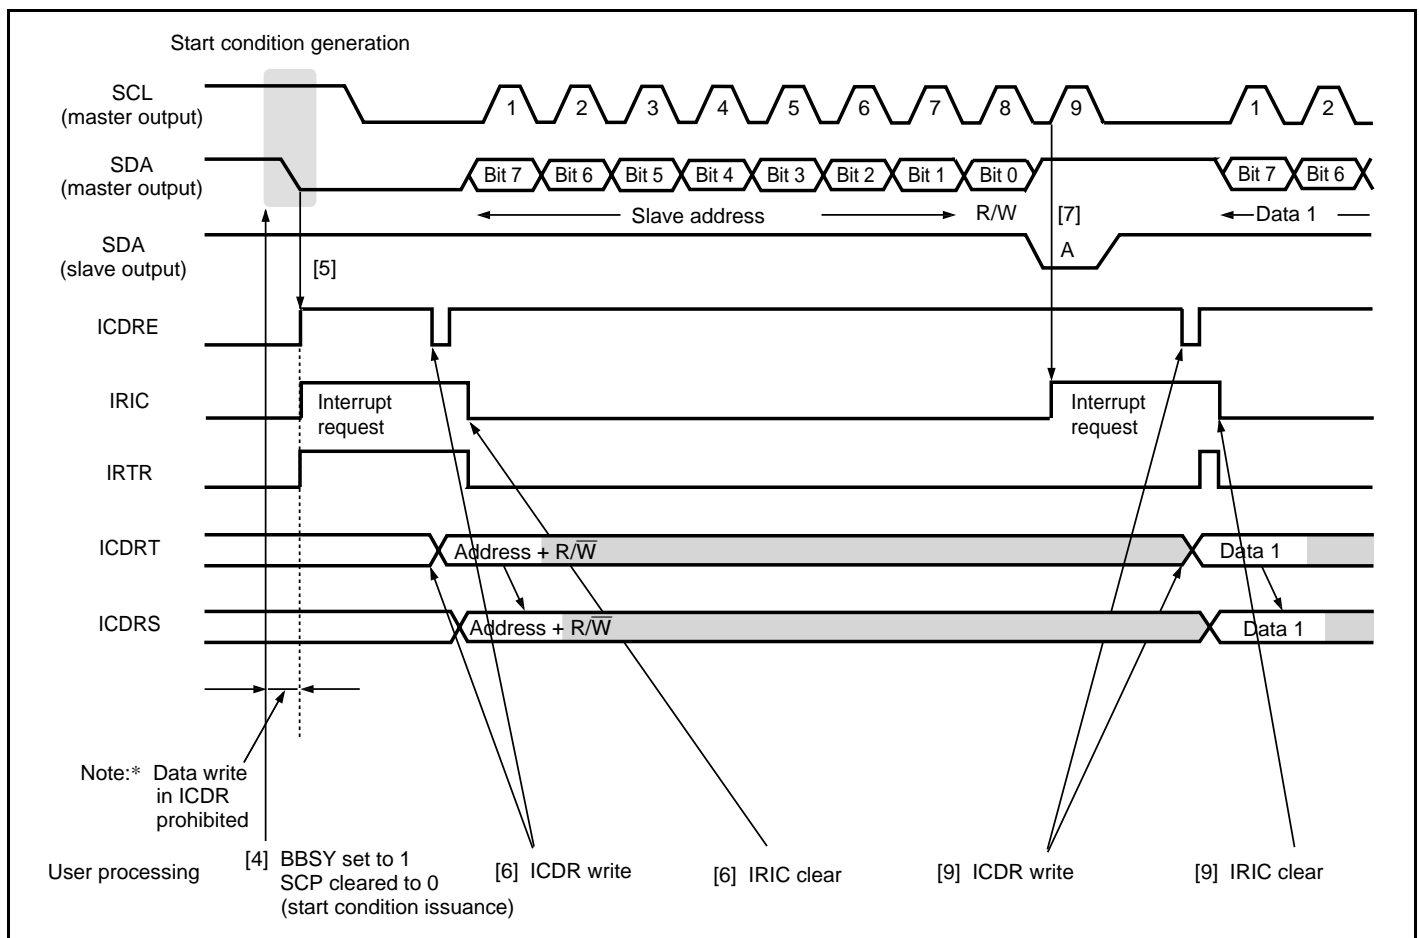 Start condition generation
SCL
(master output)
1 2 3 4 5 6 7 8 9 1 2
SDA
(master output)
Bit 7 Bit 6 Bit 5 Bit 4 Bit 3 Bit 2 Bit 1 Bit 0 Bit 7 Bit 6
Slave address R/W [7] Data 1
SDA
(slave output)
A
[5]
ICDRE
IRIC
Interrupt
request
Interrupt
request
IRTR
ICDRT
Address + R/W̅
Data 1
ICDRS
Address + R/W̅
Data 1
Note:* Data write
in ICDR
prohibited
User processing
[4] BBSY set to 1
SCP cleared to 0
(start condition issuance)
[6] ICDR write
[6] IRIC clear
[9] ICDR write
[9] IRIC clear